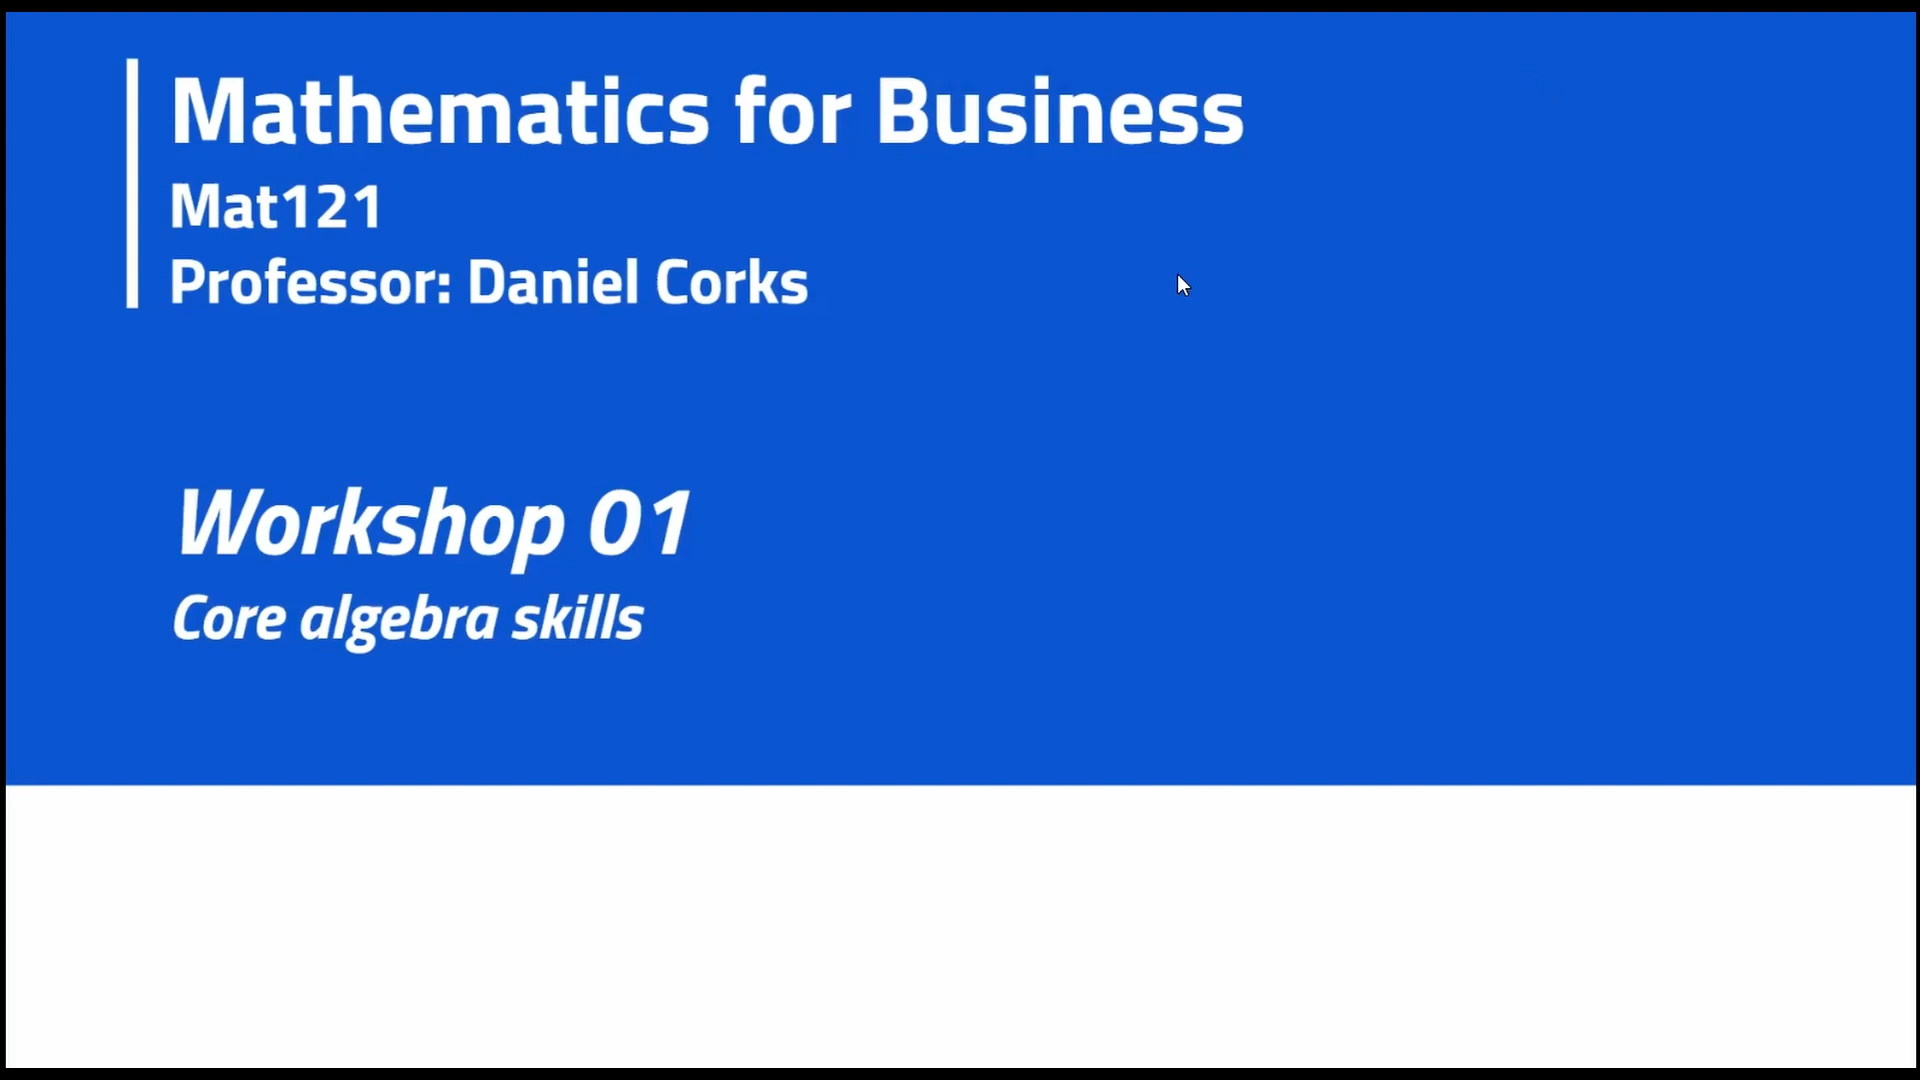 Mathematics for Business
Mat121
Professor: Daniel Corks
Workshop 01
Core algebra skills